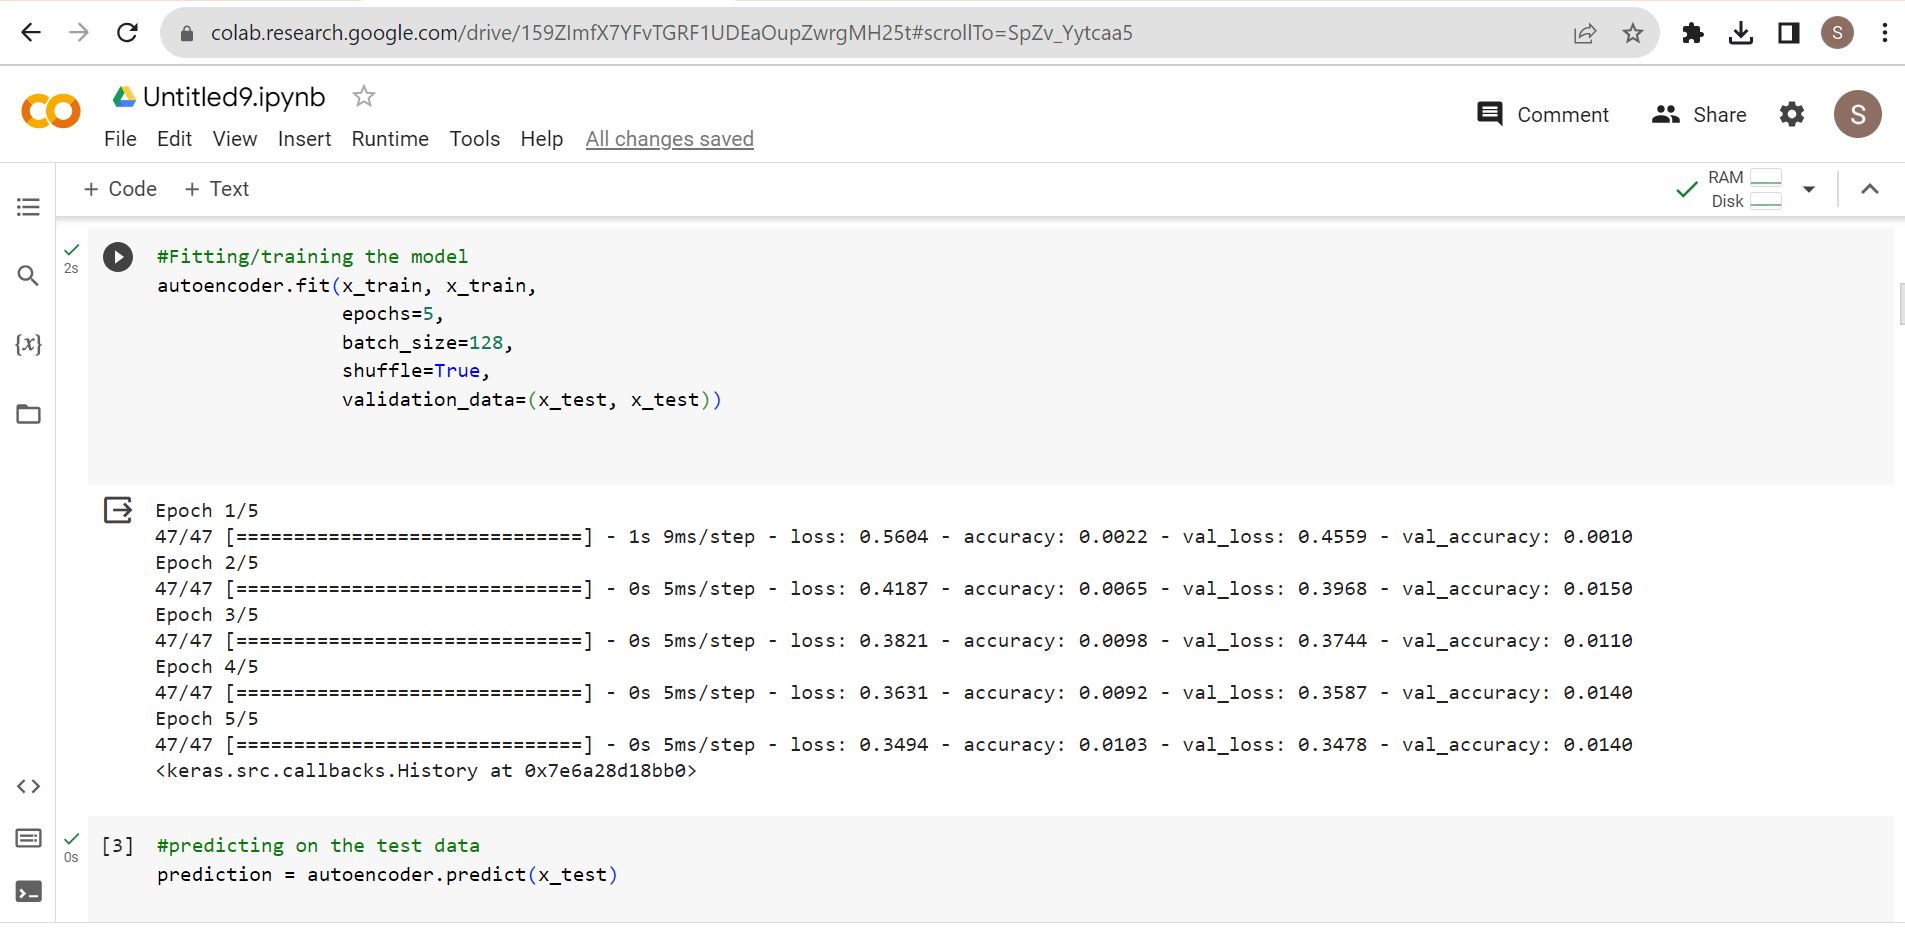 colab.research.google.com/drive/159ZlmfX7YFvTGRF1UDEaOupZwrgMH25t#scrollTo=SpZv_Yytcaa5
S
CO
Untitled9.ipynb
File Edit View Insert Runtime Tools Help All changes saved
Comment
Share
S
+ Code + Text
RAM
Disk
{x}
2s
#Fitting/training the model
autoencoder.fit(x_train, x_train,
epochs=5,
batch_size=128,
shuffle=True,
validation_data=(x_test, x_test))
Epoch 1/5
47/47 [==============================] - 1s 9ms/step - loss: 0.5604 - accuracy: 0.0022 - val_loss: 0.4559 - val_accuracy: 0.0010
Epoch 2/5
47/47 [==============================] - 0s 5ms/step - loss: 0.4187 - accuracy: 0.0065 - val_loss: 0.3968 - val_accuracy: 0.0150
Epoch 3/5
47/47 [==============================] - 0s 5ms/step - loss: 0.3821 - accuracy: 0.0098 - val_loss: 0.3744 - val_accuracy: 0.0110
Epoch 4/5
47/47 [==============================] - 0s 5ms/step - loss: 0.3631 - accuracy: 0.0092 - val_loss: 0.3587 - val_accuracy: 0.0140
Epoch 5/5
47/47 [==============================] - 0s 5ms/step - loss: 0.3494 - accuracy: 0.0103 - val_loss: 0.3478 - val_accuracy: 0.0140
<keras.src.callbacks.History at 0x7e6a28d18bb0>
0s
[3] #predicting on the test data
prediction = autoencoder.predict(x_test)